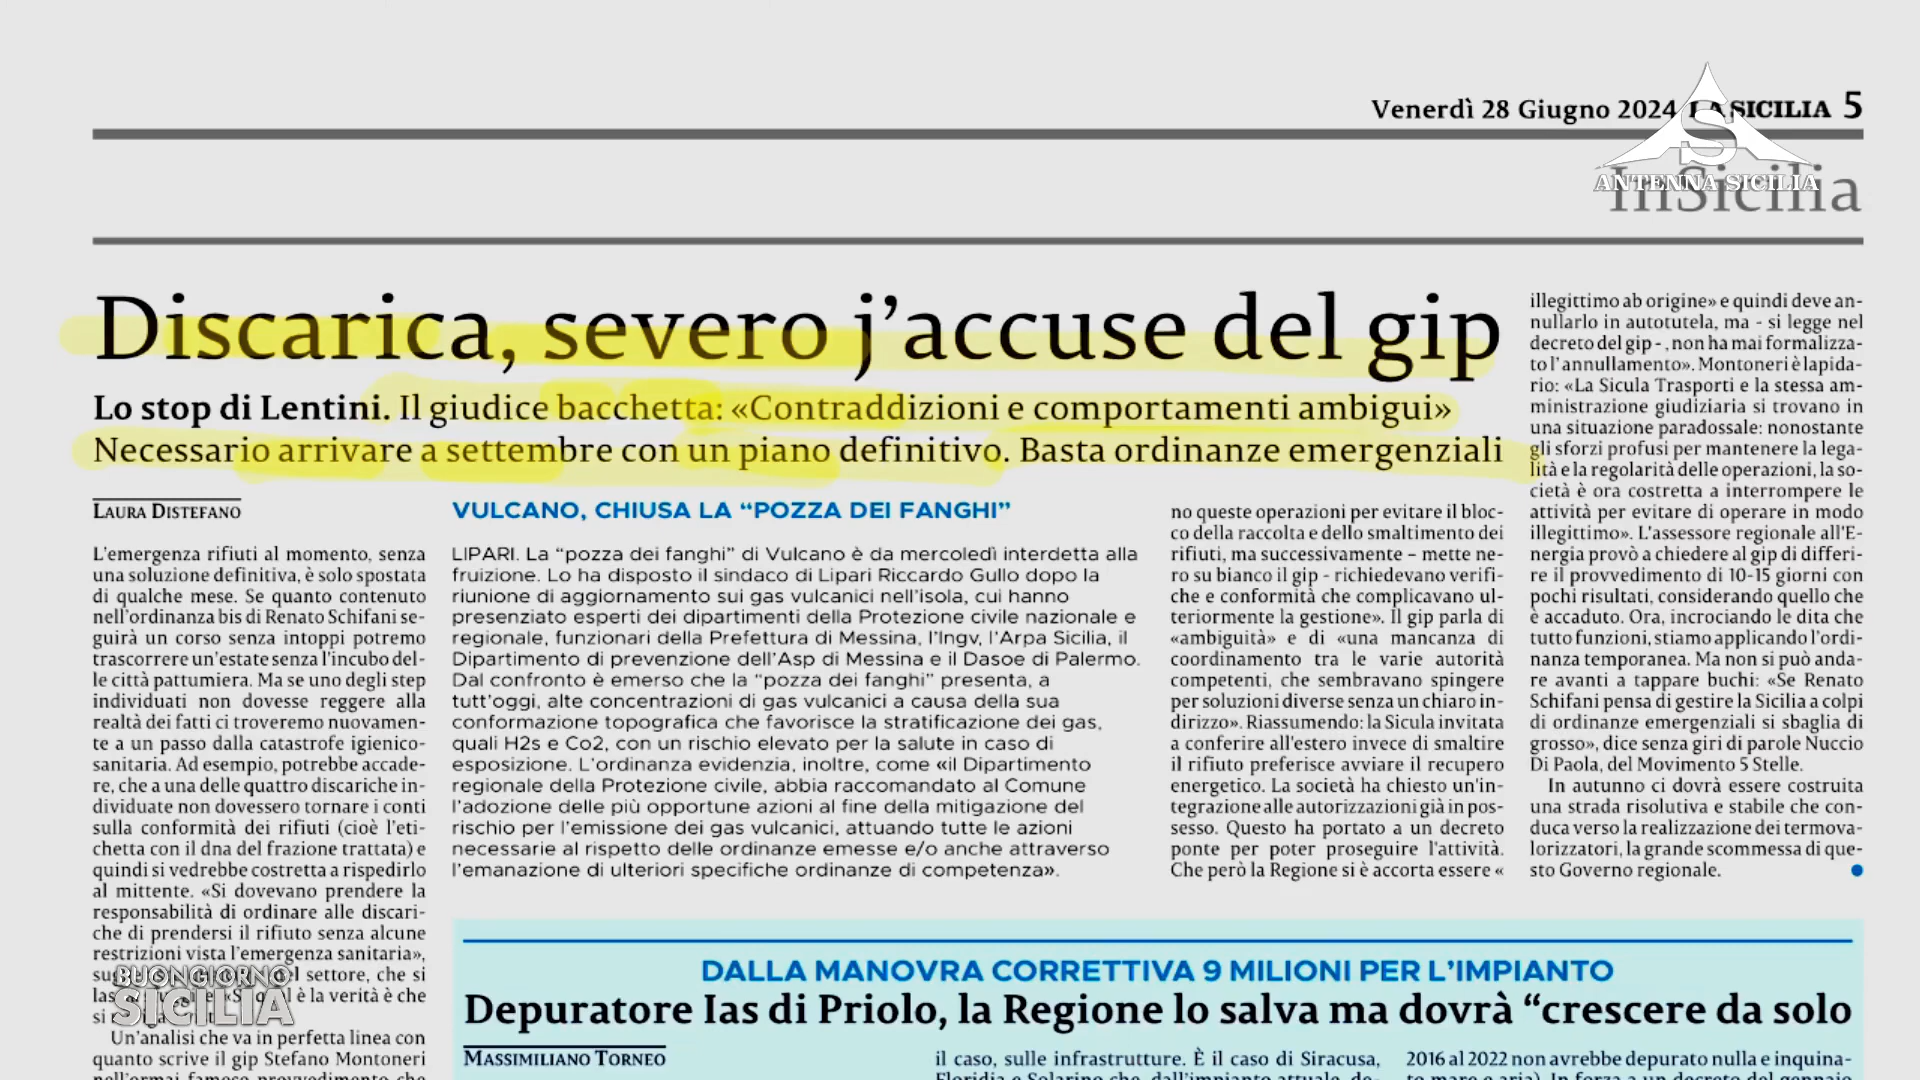 Venerdì 28 Giugno 2024 LA SICILIA 5
ANTENNA SICILIA
InSicilia
Discarica, severo j’accuse del gip
Lo stop di Lentini. Il giudice bacchetta: «Contraddizioni e comportamenti ambigui»
Necessario arrivare a settembre con un piano definitivo. Basta ordinanze emergenziali
LAURA DISTEFANO
L’emergenza rifiuti al momento, senza
una soluzione definitiva, è solo spostata
di qualche mese. Se quanto contenuto
nell’ordinanza bis di Renato Schifani se-
guirà un corso senza intoppi potremo
trascorrere un’estate senza l’incubo del-
le città pattumiera. Ma se uno degli step
individuati non dovesse reggere alla
realtà dei fatti ci troveremo nuovamen-
te a un passo dalla catastrofe igienico-
sanitaria. Ad esempio, potrebbe accade-
re, che a una delle quattro discariche in-
dividuate non dovessero tornare i conti
sulla conformità dei rifiuti (cioè l’eti-
chetta con il dna del frazione trattata) e
quindi si vedrebbe costretta a rispedirlo
al mittente. «Si dovevano prendere la
responsabilità di ordinare alle discari-
che di prendersi il rifiuto senza alcune
restrizioni vista l’emergenza sanitaria»,
settore, che si
è la verità è che
si
Un’analisi che va in perfetta linea con
quanto scrive il gip Stefano Montoneri
nell’ormai famoso provvedimento che
BUONGIORNO
SICILIA
VULCANO, CHIUSA LA “POZZA DEI FANGHI”
LIPARI. La “pozza dei fanghi” di Vulcano è da mercoledì interdetta alla
fruizione. Lo ha disposto il sindaco di Lipari Riccardo Gullo dopo la
riunione di aggiornamento sui gas vulcanici nell’isola, cui hanno
presenziato esperti dei dipartimenti della Protezione civile nazionale e
regionale, funzionari della Prefettura di Messina, l’Ingv, l’Arpa Sicilia, il
Dipartimento di prevenzione dell’Asp di Messina e il Dasoe di Palermo.
Dal confronto è emerso che la “pozza dei fanghi” presenta, a
tutt’oggi, alte concentrazioni di gas vulcanici a causa della sua
conformazione topografica che favorisce la stratificazione dei gas,
quali H2s e Co2, con un rischio elevato per la salute in caso di
esposizione. L’ordinanza evidenzia, inoltre, come «il Dipartimento
regionale della Protezione civile, abbia raccomandato al Comune
l’adozione delle più opportune azioni al fine della mitigazione del
rischio per l’emissione dei gas vulcanici, attuando tutte le azioni
necessarie al rispetto delle ordinanze emesse e/o anche attraverso
l’emanazione di ulteriori specifiche ordinanze di competenza».
no queste operazioni per evitare il bloc-
co della raccolta e dello smaltimento dei
rifiuti, ma successivamente – mette ne-
ro su bianco il gip - richiedevano verifi-
che e conformità che complicavano ul-
teriormente la gestione». Il gip parla di
«ambiguità» e di «una mancanza di
coordinamento tra le varie autorità
competenti, che sembravano spingere
per soluzioni diverse senza un chiaro in-
dirizzo». Riassumendo: la Sicula invitata
a conferire all'estero invece di smaltire
il rifiuto preferisce avviare il recupero
energetico. La società ha chiesto un'in-
tegrazione alle autorizzazioni già in pos-
sesso. Questo ha portato a un decreto
ponte per poter proseguire l'attività.
Che però la Regione si è accorta essere «
illegittimo ab origine» e quindi deve an-
nullarlo in autotutela, ma - si legge nel
decreto del gip - , non ha mai formalizza-
to l’annullamento». Montoneri è lapida-
rio: «La Sicula Trasporti e la stessa am-
ministrazione giudiziaria si trovano in
una situazione paradossale: nonostante
gli sforzi profusi per mantenere la lega-
lità e la regolarità delle operazioni, la so-
cietà è ora costretta a interrompere le
attività per evitare di operare in modo
illegittimo». L'assessore regionale all'E-
nergia provò a chiedere al gip di differi-
re il provvedimento di 10-15 giorni con
pochi risultati, considerando quello che
è accaduto. Ora, incrociando le dita che
tutto funzioni, stiamo applicando l’ordi-
nanza temporanea. Ma non si può anda-
re avanti a tappare buchi: «Se Renato
Schifani pensa di gestire la Sicilia a colpi
di ordinanze emergenziali si sbaglia di
grosso», dice senza giri di parole Nuccio
Di Paola, del Movimento 5 Stelle.
In autunno ci dovrà essere costruita
una strada risolutiva e stabile che con-
duca verso la realizzazione dei termova-
lorizzatori, la grande scommessa di que-
sto Governo regionale.
DALLA MANOVRA CORRETTIVA 9 MILIONI PER L’IMPIANTO
Depuratore Ias di Priolo, la Regione lo salva ma dovrà “crescere da solo
MASSIMILIANO TORNEO
il caso, sulle infrastrutture. È il caso di Siracusa,
Floridia e Solarino che, dall’impianto attuale, de-
2016 al 2022 non avrebbe depurato nulla e inquina-
to mare e aria). In forza a un decreto del gennaio